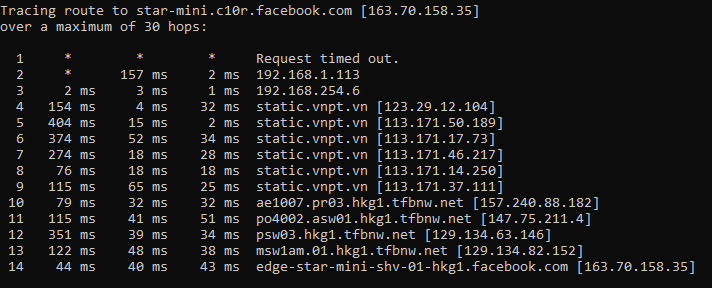 Tracing route to star-mini.c10r.facebook.com [163.70.158.35]
over a maximum of 30 hops:
1 * * * Request timed out.
2 * 157 ms 2 ms 192.168.1.113
3 2 ms 3 ms 1 ms 192.168.254.6
4 154 ms 4 ms 32 ms static.vnpt.vn [123.29.12.104]
5 404 ms 15 ms 2 ms static.vnpt.vn [113.171.50.189]
6 374 ms 52 ms 34 ms static.vnpt.vn [113.171.17.73]
7 274 ms 18 ms 28 ms static.vnpt.vn [113.171.46.217]
8 76 ms 18 ms 18 ms static.vnpt.vn [113.171.14.250]
9 115 ms 65 ms 25 ms static.vnpt.vn [113.171.37.111]
10 79 ms 32 ms 32 ms ae1007.pr03.hkg1.tfbnw.net [157.240.88.182]
11 115 ms 41 ms 51 ms po4002.asw01.hkg1.tfbnw.net [147.75.211.4]
12 351 ms 39 ms 34 ms psw03.hkg1.tfbnw.net [129.134.63.146]
13 122 ms 48 ms 38 ms msw1am.01.hkg1.tfbnw.net [129.134.82.152]
14 44 ms 40 ms 43 ms edge-star-mini-shv-01-hkg1.facebook.com [163.70.158.35]